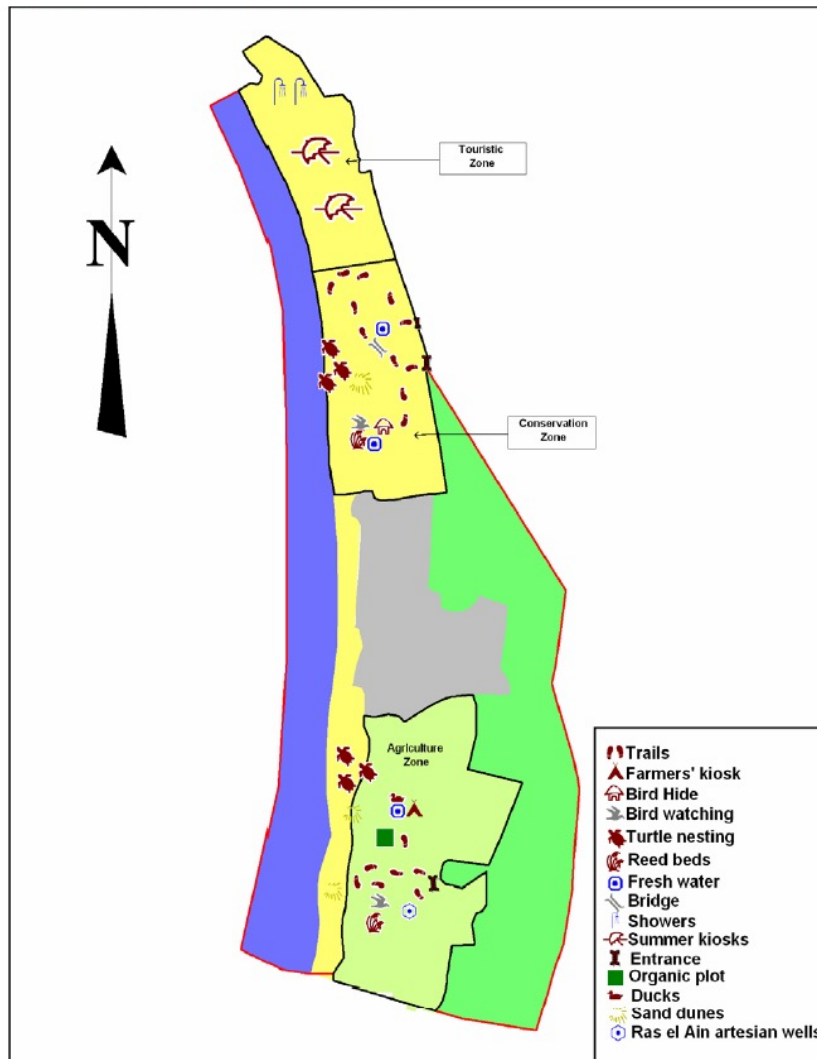 Touristic
Zone
N
Conservation
Zone
Agriculture
Zone
Trails
Farmers' kiosk
Bird Hide
Bird watching
Turtle nesting
Reed beds
Fresh water
Bridge
Showers
Summer kiosks
Entrance
Organic plot
Ducks
Sand dunes
Ras el Ain artesian wells